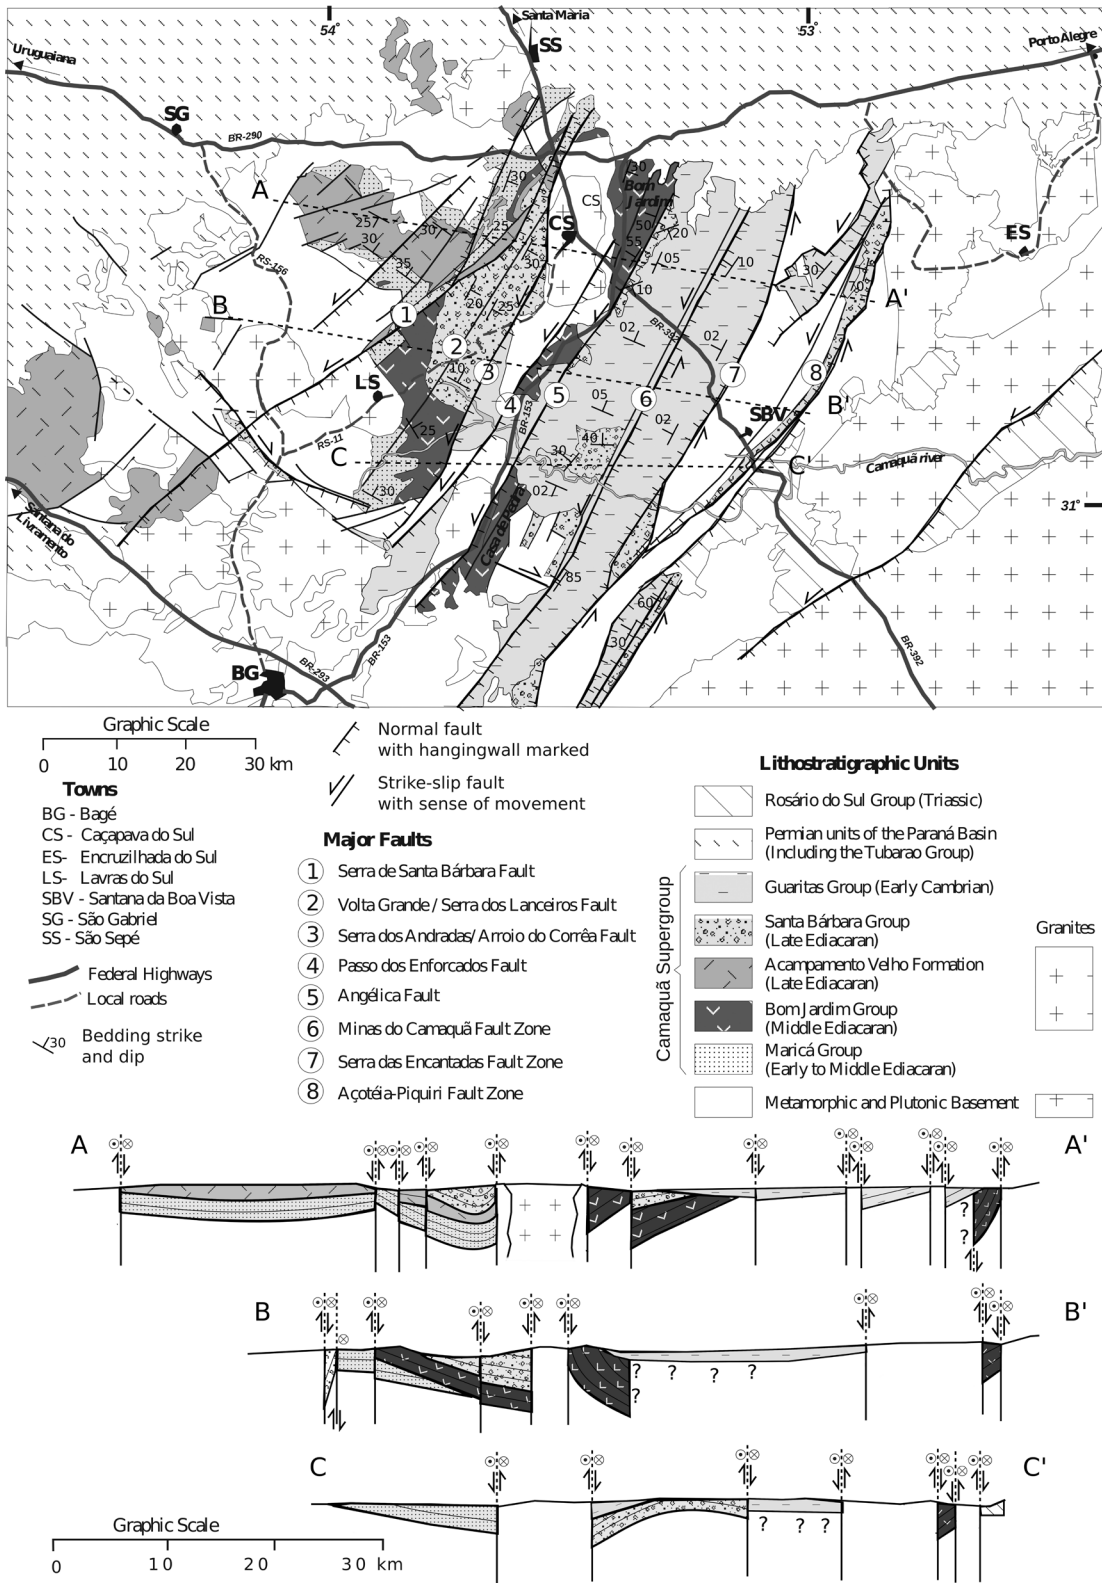 54°
53°
Santa Maria
SS
Uruguaiana
Porto Alegre
SG
BR-290
A
30
30
Bom
Jardim
CS
CS
257
30
30
25
50
20
55
ES
35
30
05
10
30
70
A'
RS-156
10
B
1
20
25
02
BR-392
02
2
10
3
7
8
LS
4
5
6
05
B'
BR-153
02
SBV
RS-11
25
40
C
30
C'
Camaquã river
30
02
Casa de Pedra
31°
Santana do
Livramento
85
60
30
BR-153
BR-293
BR-392
BG
Graphic Scale
0 10 20 30 km
Towns
BG - Bagé
CS - Caçapava do Sul
ES- Encruzilhada do Sul
LS- Lavras do Sul
SBV - Santana da Boa Vista
SG - São Gabriel
SS - São Sepé
Federal Highways
Local roads
30
Bedding strike
and dip
Normal fault
with hangingwall marked
Strike-slip fault
with sense of movement
Major Faults
1 Serra de Santa Bárbara Fault
2 Volta Grande / Serra dos Lanceiros Fault
3 Serra dos Andradas/ Arroio do Corrêa Fault
4 Passo dos Enforcados Fault
5 Angélica Fault
6 Minas do Camaquã Fault Zone
7 Serra das Encantadas Fault Zone
8 Açotéia-Piquiri Fault Zone
Lithostratigraphic Units
Rosário do Sul Group (Triassic)
Permian units of the Paraná Basin
(Including the Tubarao Group)
Camaquã Supergroup
Guaritas Group (Early Cambrian)
Santa Bárbara Group
(Late Ediacaran)
Acampamento Velho Formation
(Late Ediacaran)
Bom Jardim Group
(Middle Ediacaran)
Maricá Group
(Early to Middle Ediacaran)
Metamorphic and Plutonic Basement
Granites
A
A'
?
?
B
B'
? ? ? ?
?
C
C'
? ? ?
Graphic Scale
0 10 20 30 km